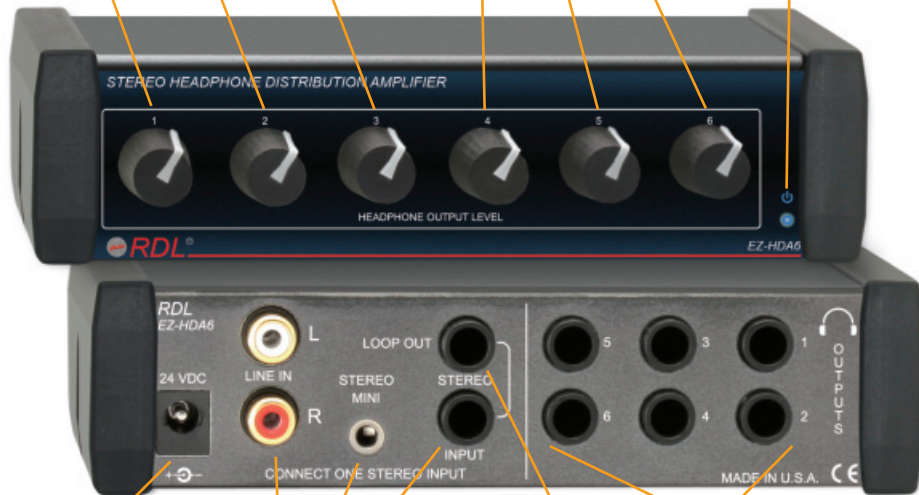 STEREO HEADPHONE DISTRIBUTION AMPLIFIER
1 2 3 4 5 6
HEADPHONE OUTPUT LEVEL
RDL®
EZ-HDA6
RDL
EZ-HDA6
24 VDC
L
LINE IN
R
STEREO
MINI
LOOP OUT
STEREO
INPUT
CONNECT ONE STEREO INPUT
5 3 1
6 4 2
OUTPUTS
MADE IN U.S.A. CE